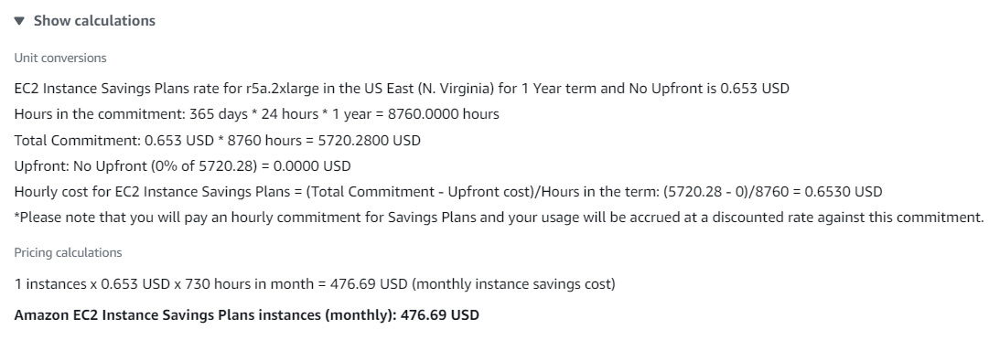 ▼ Show calculations
Unit conversions
EC2 Instance Savings Plans rate for r5a.2xlarge in the US East (N. Virginia) for 1 Year term and No Upfront is 0.653 USD
Hours in the commitment: 365 days * 24 hours * 1 year = 8760.0000 hours
Total Commitment: 0.653 USD * 8760 hours = 5720.2800 USD
Upfront: No Upfront (0% of 5720.28) = 0.0000 USD
Hourly cost for EC2 Instance Savings Plans = (Total Commitment - Upfront cost)/Hours in the term: (5720.28 - 0)/8760 = 0.6530 USD
*Please note that you will pay an hourly commitment for Savings Plans and your usage will be accrued at a discounted rate against this commitment.
Pricing calculations
1 instances x 0.653 USD x 730 hours in month = 476.69 USD (monthly instance savings cost)
Amazon EC2 Instance Savings Plans instances (monthly): 476.69 USD